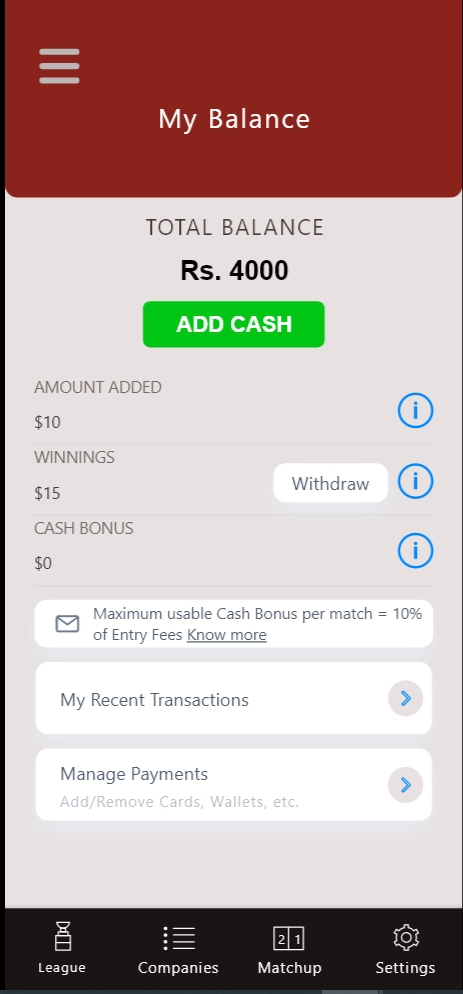 My Balance
TOTAL BALANCE
Rs. 4000
ADD CASH
AMOUNT ADDED
$10
WINNINGS
$15
Withdraw
CASH BONUS
$0
Maximum usable Cash Bonus per match = 10%
of Entry Fees Know more
My Recent Transactions
Manage Payments
Add/Remove Cards, Wallets, etc.
2 1
League
Companies
Matchup
Settings